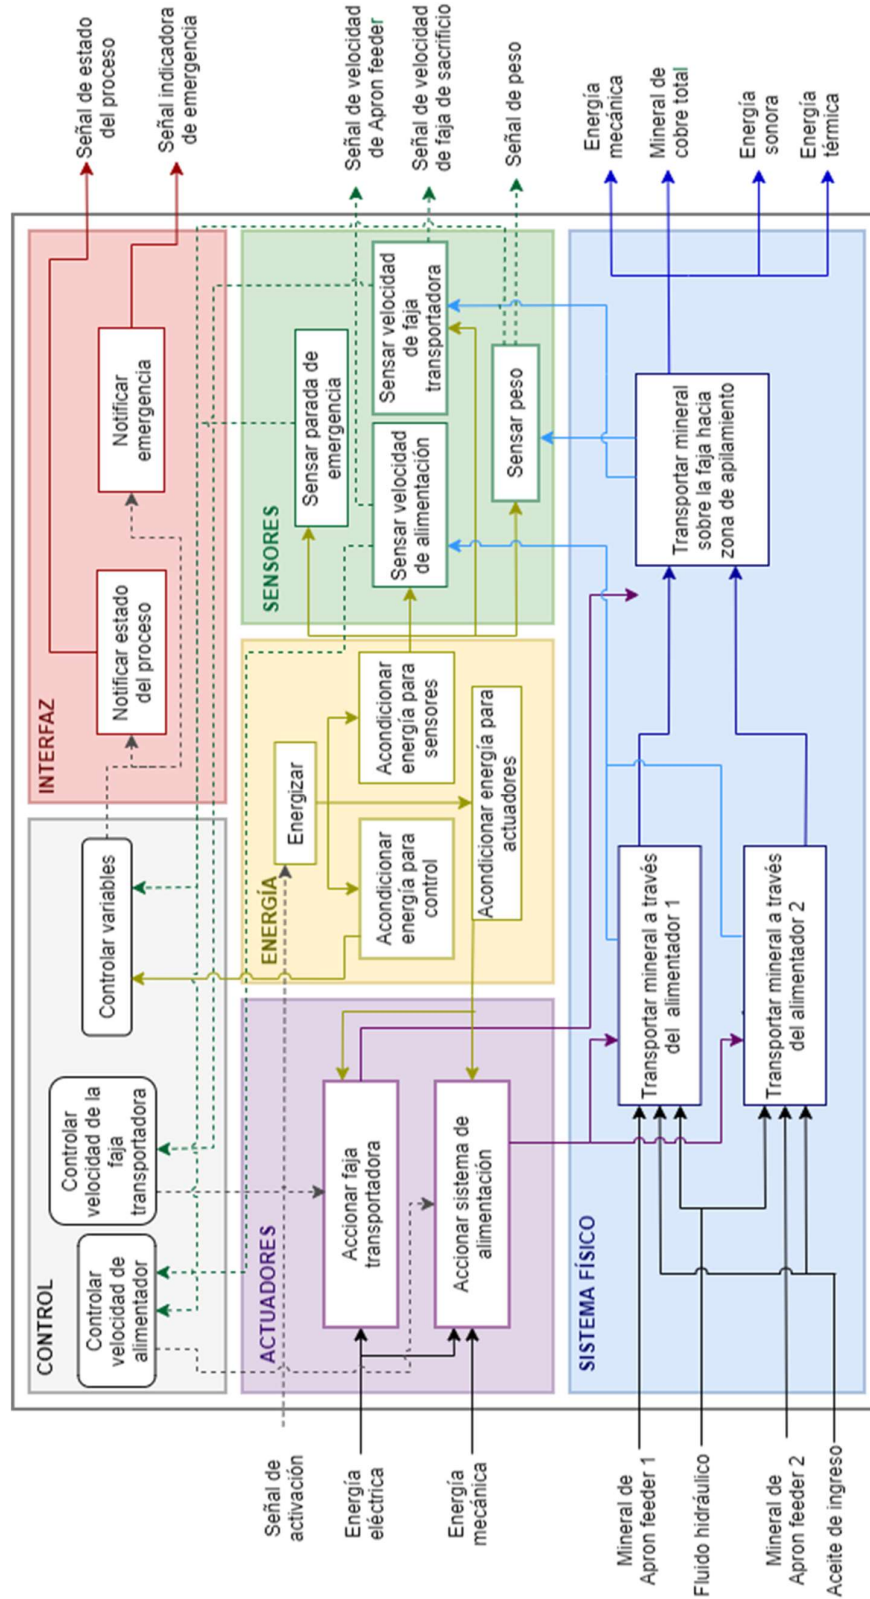 CONTROL
Controlar
velocidad de
alimentador
Controlar
velocidad de la
faja
transportadora
Controlar variables
INTERFAZ
Notificar estado
del proceso
Notificar
emergencia
Señal de estado
del proceso
Señal indicadora
de emergencia
Señal de
activación
Energía
eléctrica
Energía
mecánica
ACTUADORES
Accionar faja
transportadora
Accionar sistema de
alimentación
ENERGÍA
Energizar
Acondicionar
energía para
control
Acondicionar
energía para
sensores
Acondicionar energía para
actuadores
SENSORES
Sensar parada de
emergencia
Sensar velocidad
de alimentación
Sensar velocidad
de faja
transportadora
Sensar peso
Señal de velocidad
de Apron feeder
Señal de velocidad
de faja de sacrificio
Señal de peso
SISTEMA FÍSICO
Mineral de
Apron feeder 1
Fluido hidráulico
Mineral de
Apron feeder 2
Aceite de ingreso
Transportar mineral a través
del alimentador 1
Transportar mineral a través
del alimentador 2
Transportar mineral
sobre la faja hacia
zona de apilamiento
Energía
mecánica
Mineral de
cobre total
Energía
sonora
Energía
térmica